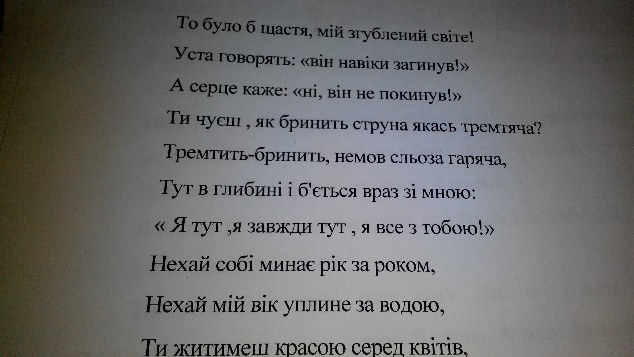 То було б щастя, мій згублений світе!
Уста говорять: «він навіки загинув!»
А серце каже: «ні, він не покинув!»
Ти чуєш , як бринить струна якась тремтяча?
Тремтить-бринить, немов сльоза гаряча,
Тут в глибині і б'ється враз зі мною:
« Я тут ,я завжди тут , я все з тобою!»
Нехай собі минає рік за роком,
Нехай мій вік уплине за водою,
Ти житимеш красою серед квітів,